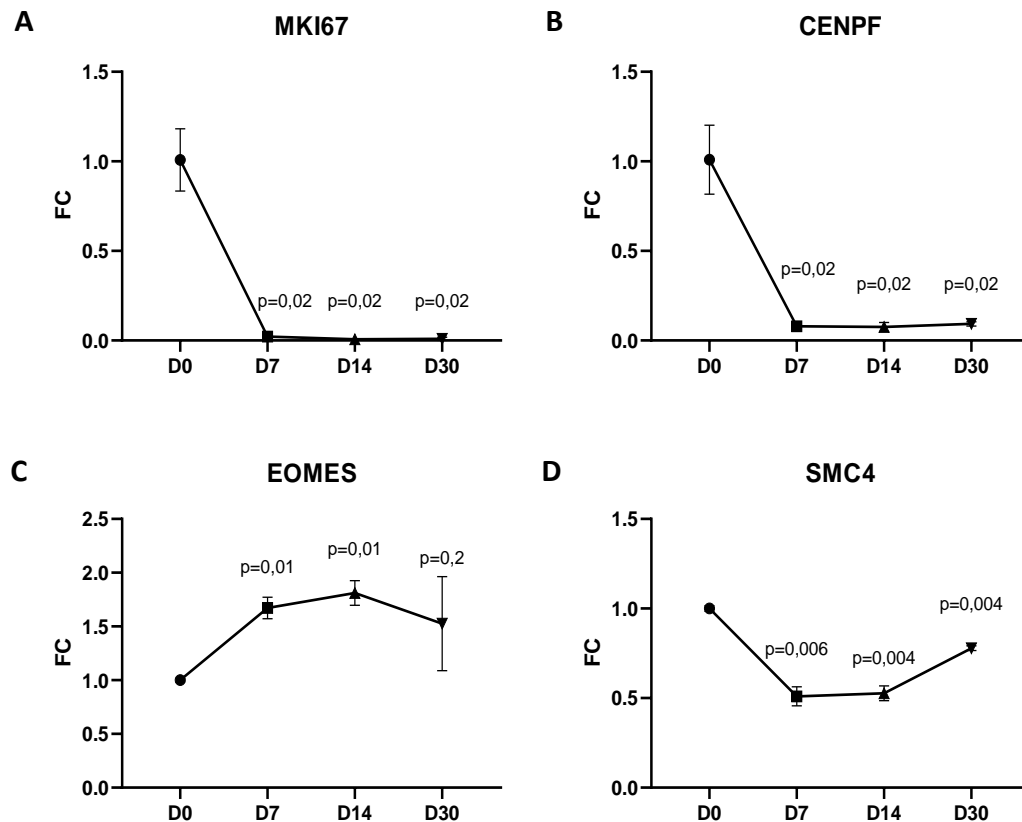 A
MKI67
1.5
1.0
0.5
0.0
FC
p=0,02
p=0,02
p=0,02
D0
D7
D14
D30
B
CENPF
1.5
1.0
0.5
0.0
FC
p=0,02
p=0,02
p=0,02
D0
D7
D14
D30
C
EOMES
2.5
2.0
1.5
1.0
0.5
0.0
FC
p=0,01
p=0,01
p=0,2
D0
D7
D14
D30
D
SMC4
1.5
1.0
0.5
0.0
FC
p=0,006
p=0,004
p=0,004
D0
D7
D14
D30